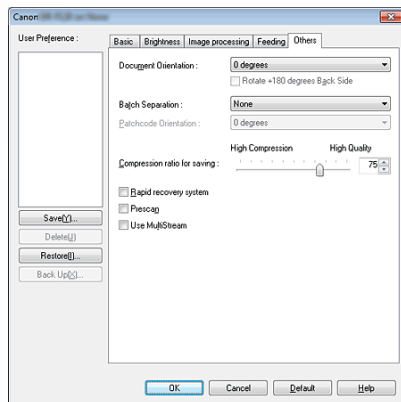 Canon
User Preference :
Basic Brightness Image processing Feeding Others
Document Orientation : 0 degrees
Rotate +180 degrees Back Side
Batch Separation : None
Patchcode Orientation : 0 degrees
High Compression High Quality
Compression ratio for saving : 75
Rapid recovery system
Prescan
Use MultiStream
Save(Y)...
Delete(J)
Restore(I)...
Back Up(X)...
OK Cancel Default Help